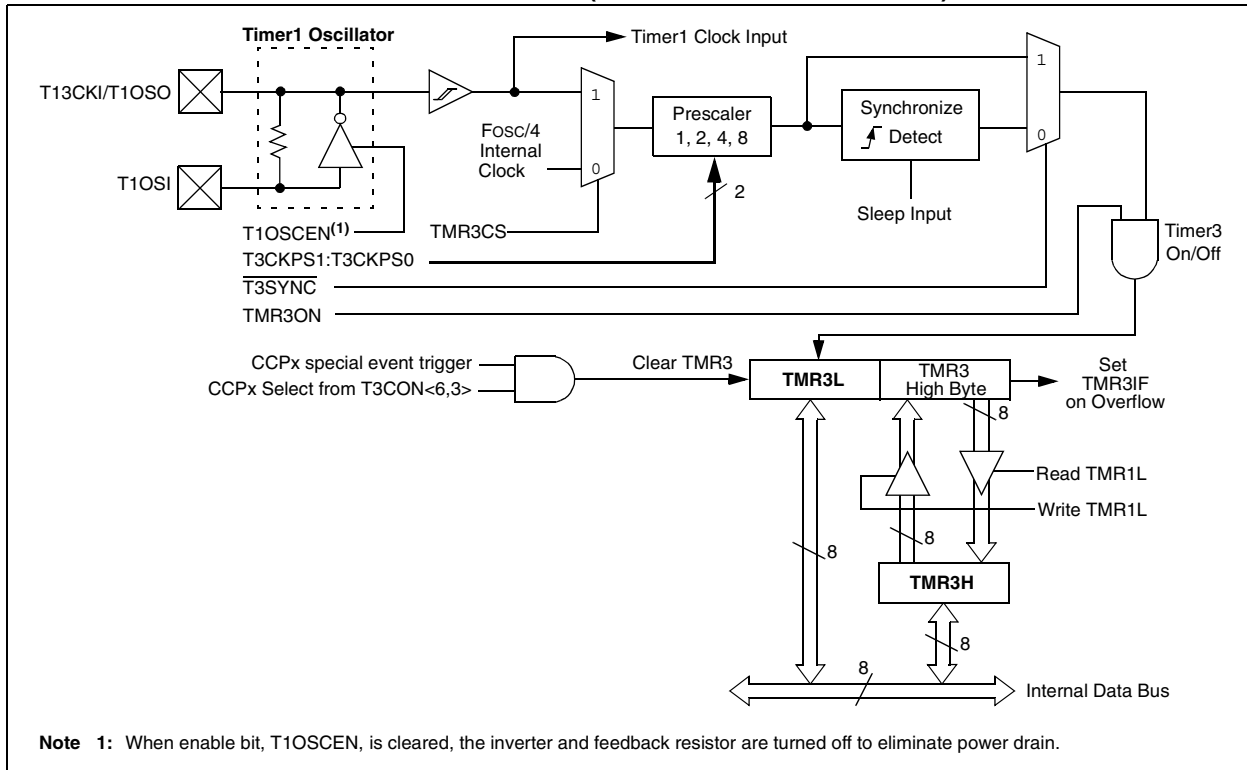 Timer1 Oscillator
Timer1 Clock Input
T13CKI/T1OSO
1
1
Prescaler
1, 2, 4, 8
Synchronize
Detect
FOSC/4
Internal
Clock
0
0
T1OSI
2
Sleep Input
T1OSCEN(1)
TMR3CS
Timer3
On/Off
T3CKPS1:T3CKPS0
T3SYNC
TMR3ON
CCPx special event trigger
CCPx Select from T3CON<6,3>
Clear TMR3
TMR3L
TMR3
High Byte
Set
TMR3IF
on Overflow
8
Read TMR1L
Write TMR1L
8
8
TMR3H
8
8
Internal Data Bus
Note 1: When enable bit, T1OSCEN, is cleared, the inverter and feedback resistor are turned off to eliminate power drain.